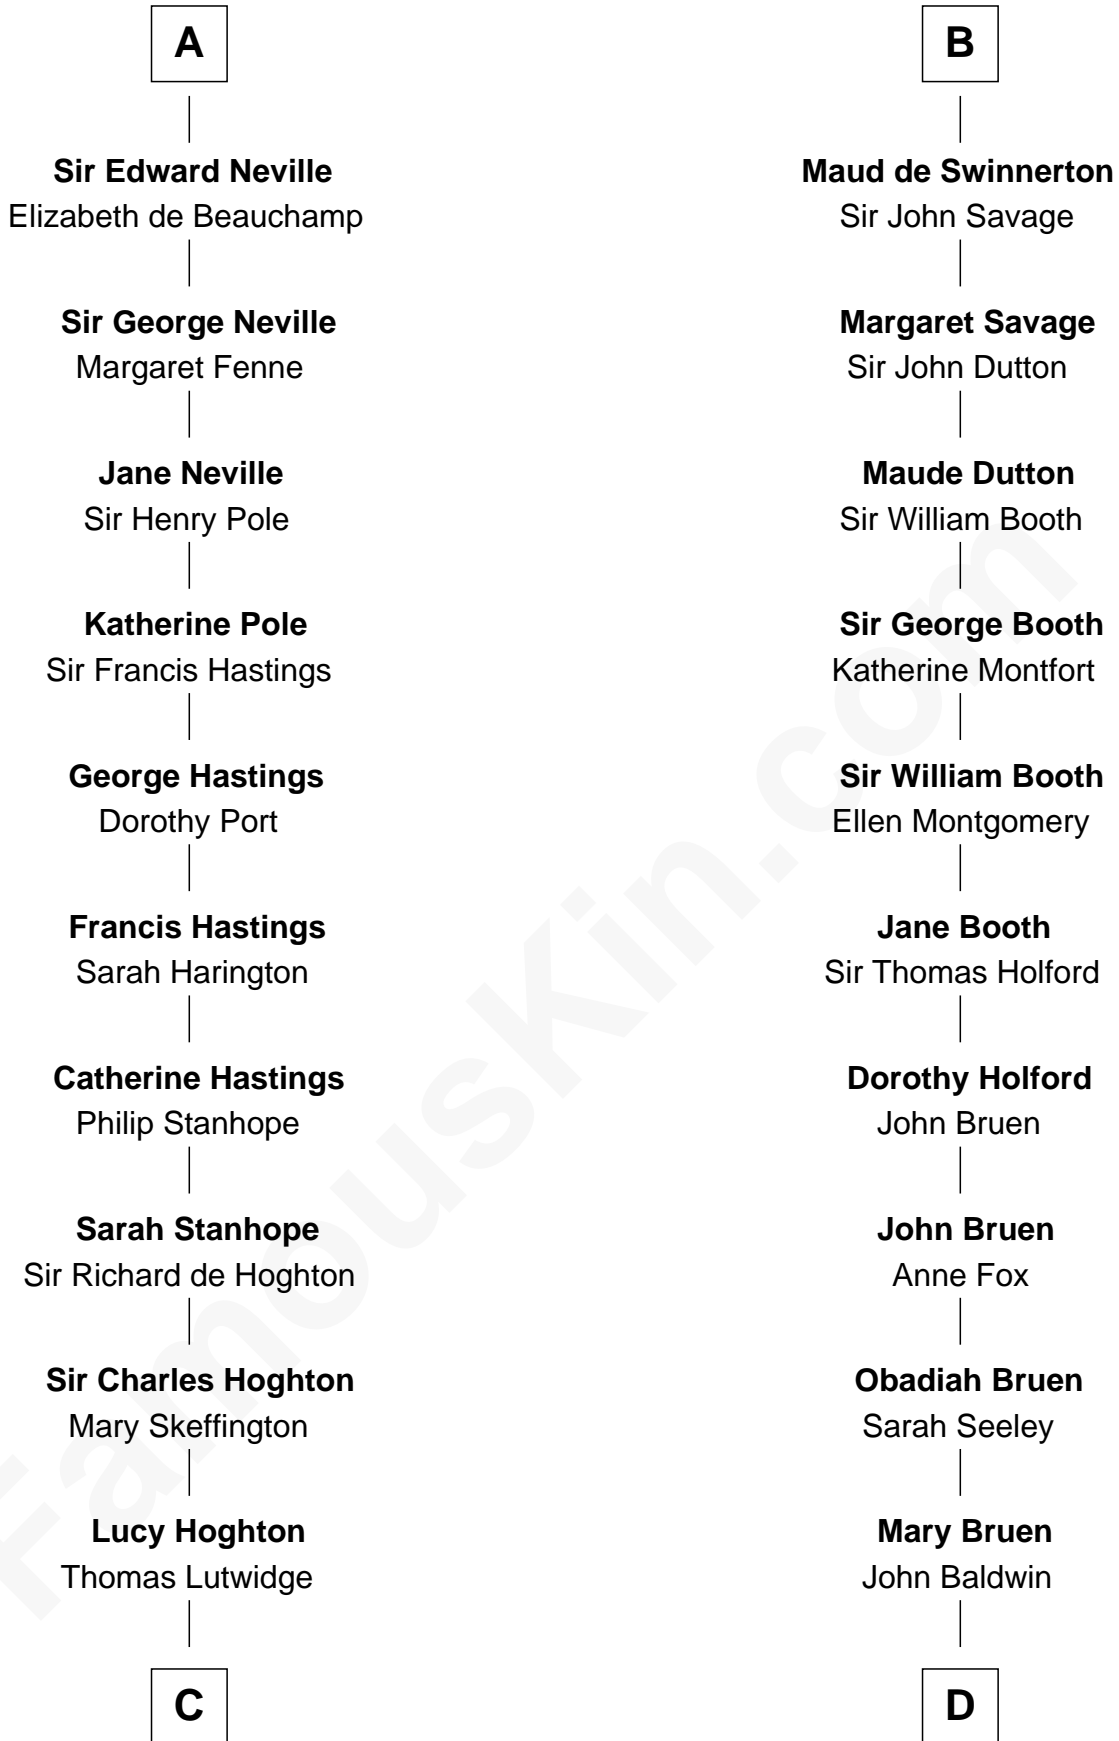 A
Sir Edward Neville
Elizabeth de Beauchamp
Sir George Neville
Margaret Fenne
Jane Neville
Sir Henry Pole
Katherine Pole
Sir Francis Hastings
George Hastings
Dorothy Port
Francis Hastings
Sarah Harington
Catherine Hastings
Philip Stanhope
Sarah Stanhope
Sir Richard de Hoghton
Sir Charles Hoghton
Mary Skeffington
Lucy Hoghton
Thomas Lutwidge
C
B
Maud de Swinnerton
Sir John Savage
Margaret Savage
Sir John Dutton
Maude Dutton
Sir William Booth
Sir George Booth
Katherine Montfort
Sir William Booth
Ellen Montgomery
Jane Booth
Sir Thomas Holford
Dorothy Holford
John Bruen
John Bruen
Anne Fox
Obadiah Bruen
Sarah Seeley
Mary Bruen
John Baldwin
D
FamousKin.com